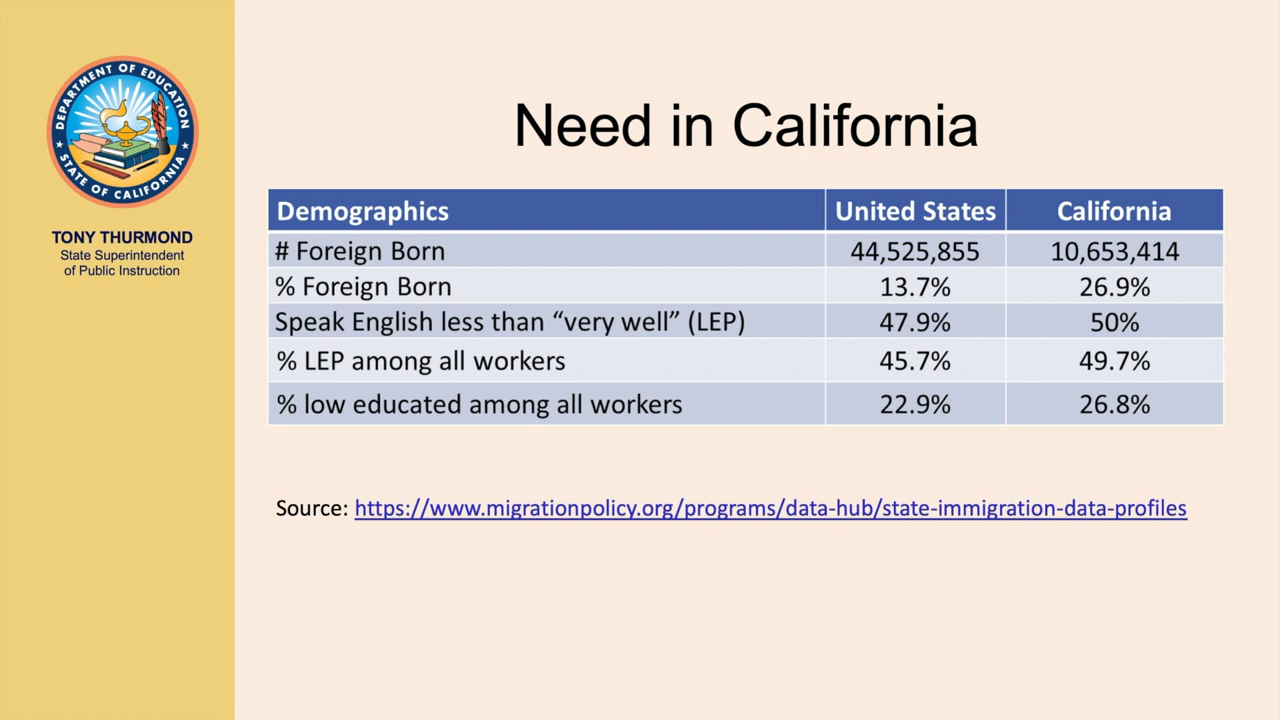 DEPARTMENT OF EDUCATION
STATE OF CALIFORNIA
TONY THURMOND
State Superintendent
of Public Instruction
Need in California
Demographics United States California
# Foreign Born 44,525,855 10,653,414
% Foreign Born 13.7% 26.9%
Speak English less than “very well” (LEP) 47.9% 50%
% LEP among all workers 45.7% 49.7%
% low educated among all workers 22.9% 26.8%
Source: https://www.migrationpolicy.org/programs/data-hub/state-immigration-data-profiles